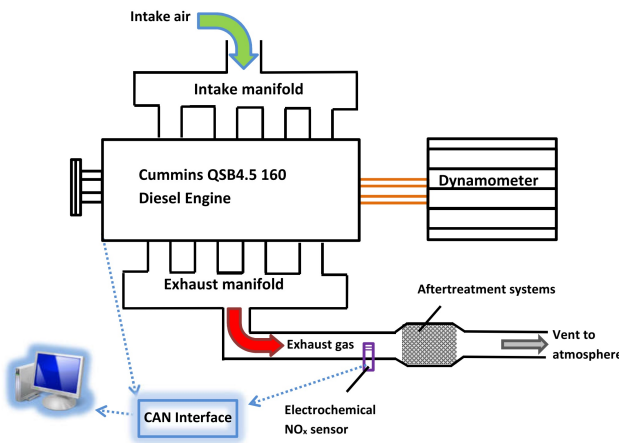 Intake air
Intake manifold
Cummins QSB4.5 160
Diesel Engine
Dynamometer
Exhaust manifold
Aftertreatment systems
Exhaust gas
Vent to
atmosphere
Electrochemical
NOₓ sensor
CAN Interface